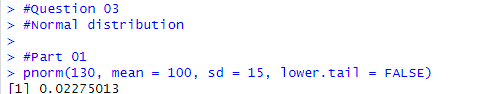 > #Question 03
> #Normal distribution
>
> #Part 01
> pnorm(130, mean = 100, sd = 15, lower.tail = FALSE)
[1] 0.02275013